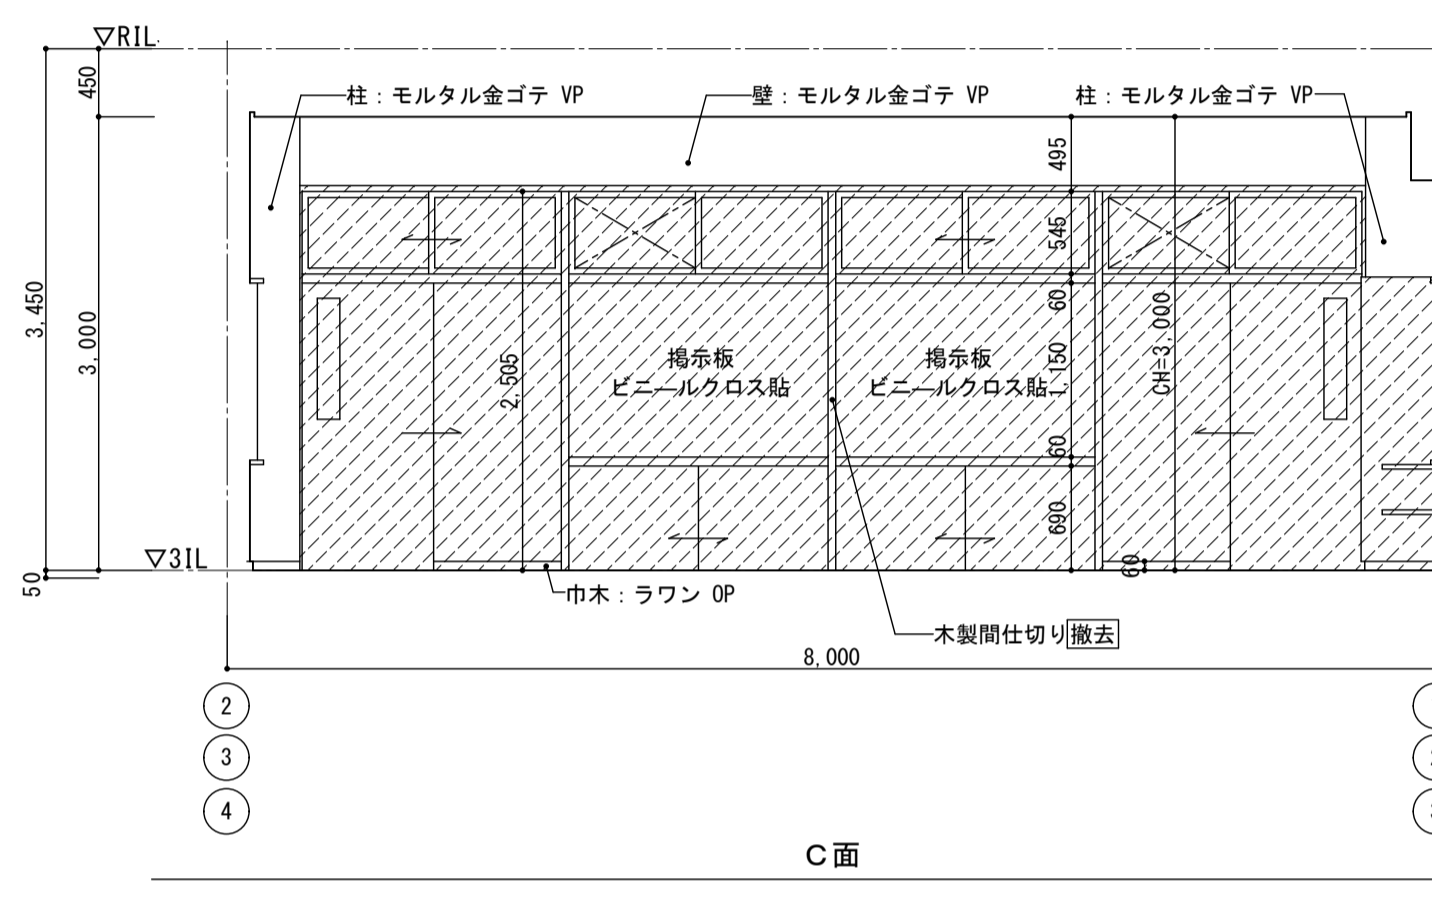 ▽RIL
450
柱：モルタル金ゴテ VP
壁：モルタル金ゴテ VP
柱：モルタル金ゴテ VP
495
545
3,450
3,000
60
CH=3,000
掲示板
ビニールクロス貼
掲示板
ビニールクロス貼
1,150
2,505
60
690
▽3IL
50
60
巾木：ラワン OP
木製間仕切り撤去
8,000
2
3
4
C面